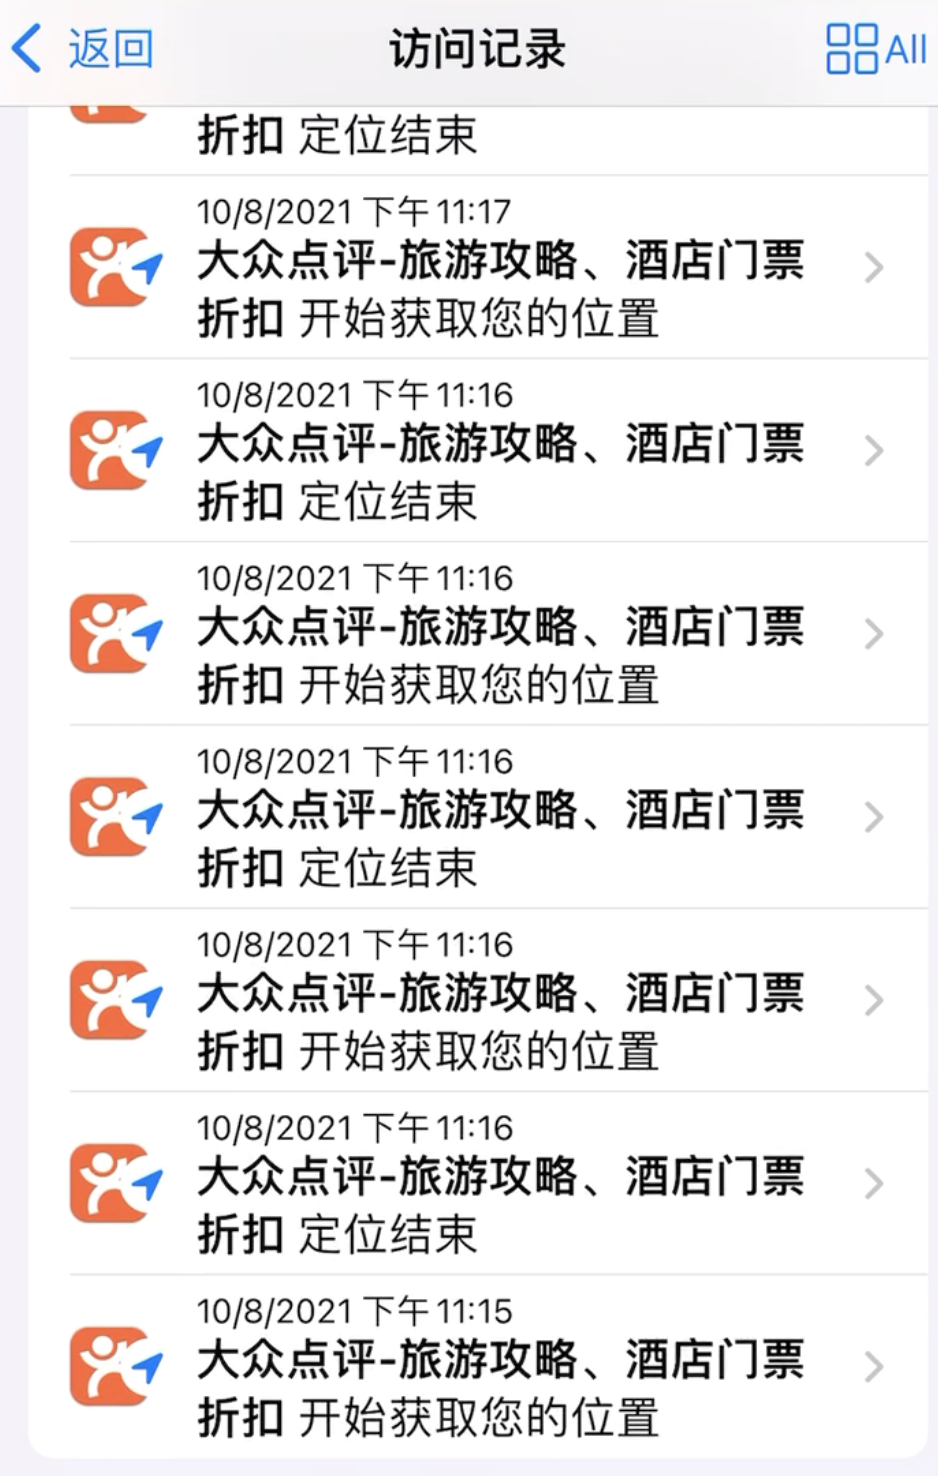 返回
访问记录
All
折扣 定位结束
10/8/2021 下午 11:17
大众点评-旅游攻略、酒店门票
折扣 开始获取您的位置
10/8/2021 下午 11:16
大众点评-旅游攻略、酒店门票
折扣 定位结束
10/8/2021 下午 11:16
大众点评-旅游攻略、酒店门票
折扣 开始获取您的位置
10/8/2021 下午 11:16
大众点评-旅游攻略、酒店门票
折扣 定位结束
10/8/2021 下午 11:16
大众点评-旅游攻略、酒店门票
折扣 开始获取您的位置
10/8/2021 下午 11:16
大众点评-旅游攻略、酒店门票
折扣 定位结束
10/8/2021 下午 11:15
大众点评-旅游攻略、酒店门票
折扣 开始获取您的位置